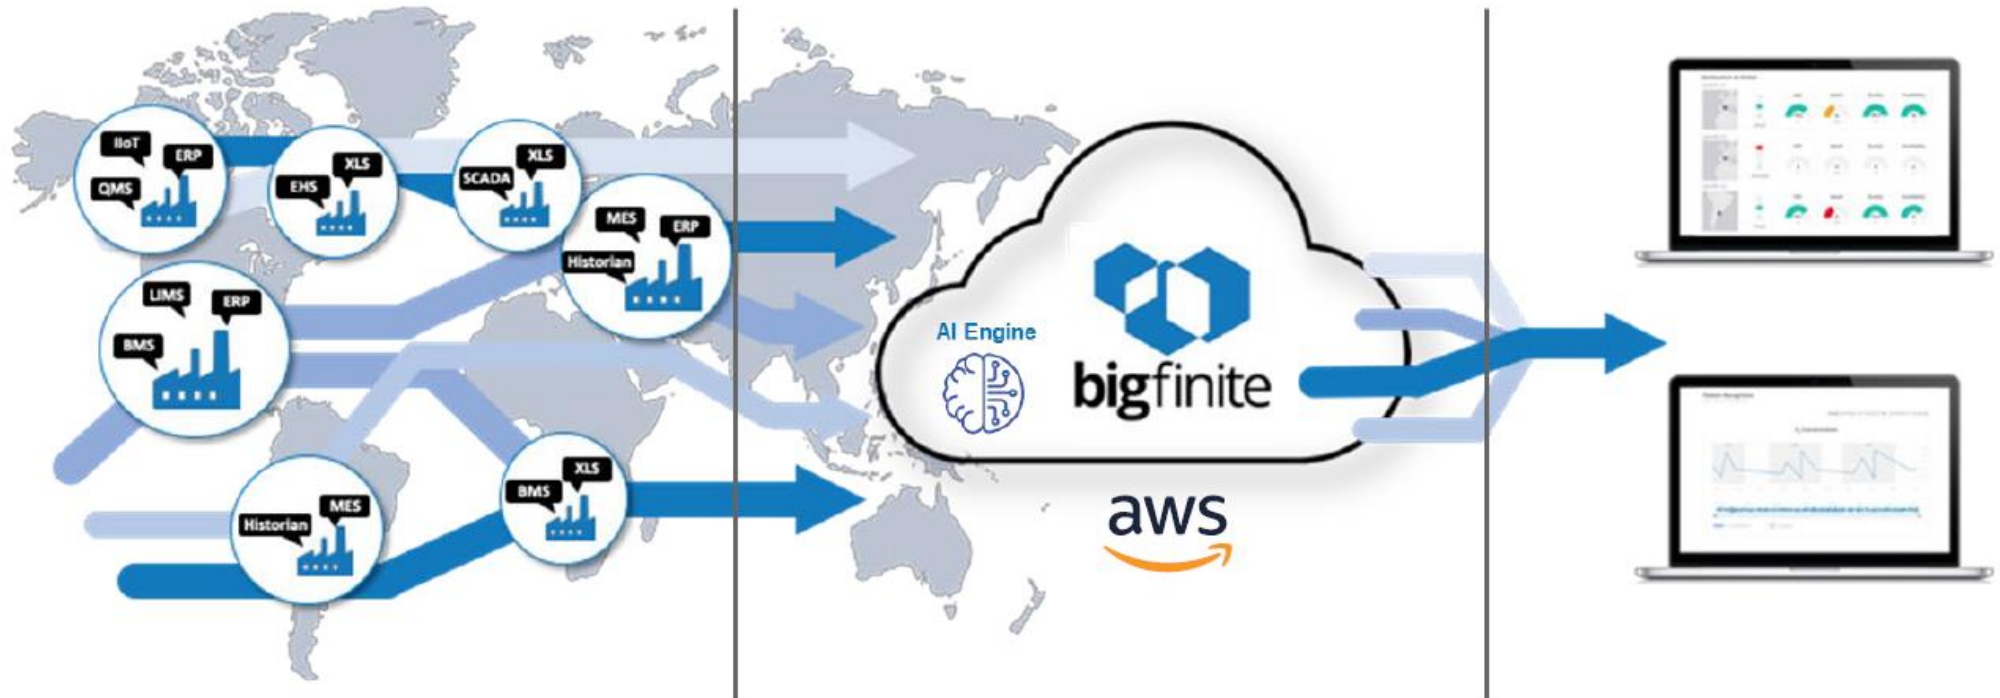 IIoT
ERP
QMS
XLS
EHS
XLS
SCADA
MES
ERP
Historian
LIMS
ERP
BMS
MES
Historian
XLS
BMS
AI Engine
bigfinite
aws